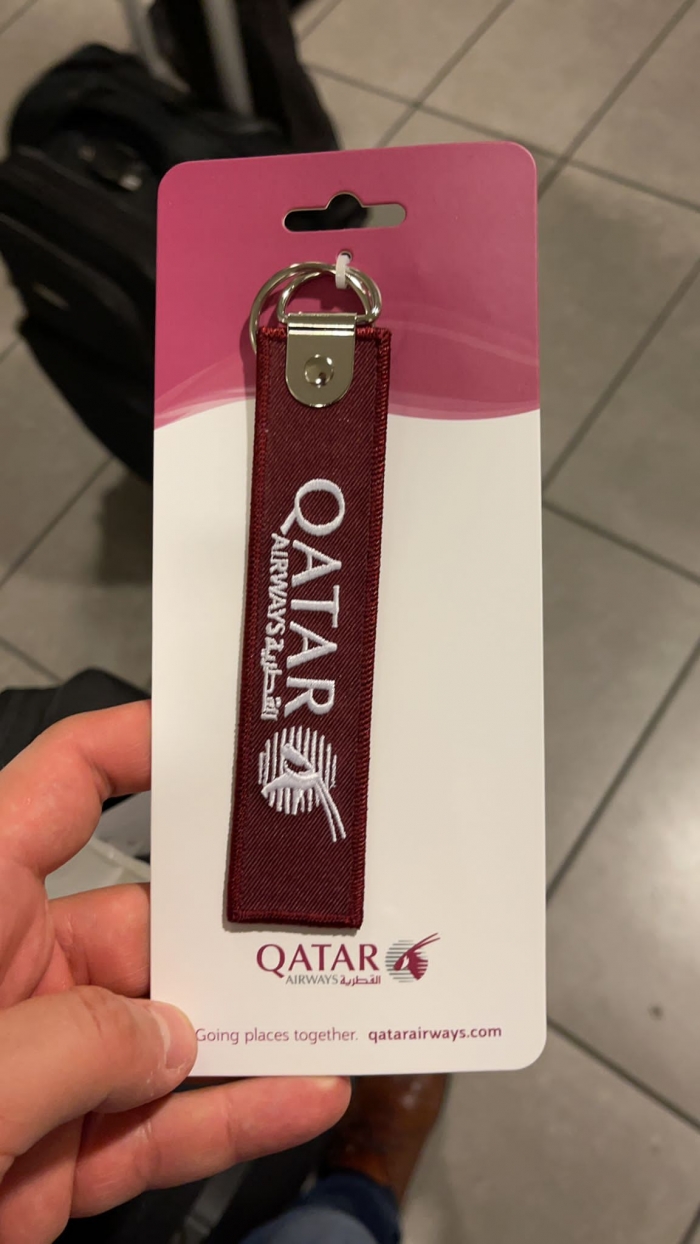 QATAR
AIRWAYS القطرية
QATAR
AIRWAYS القطرية
Going places together. qatarairways.com